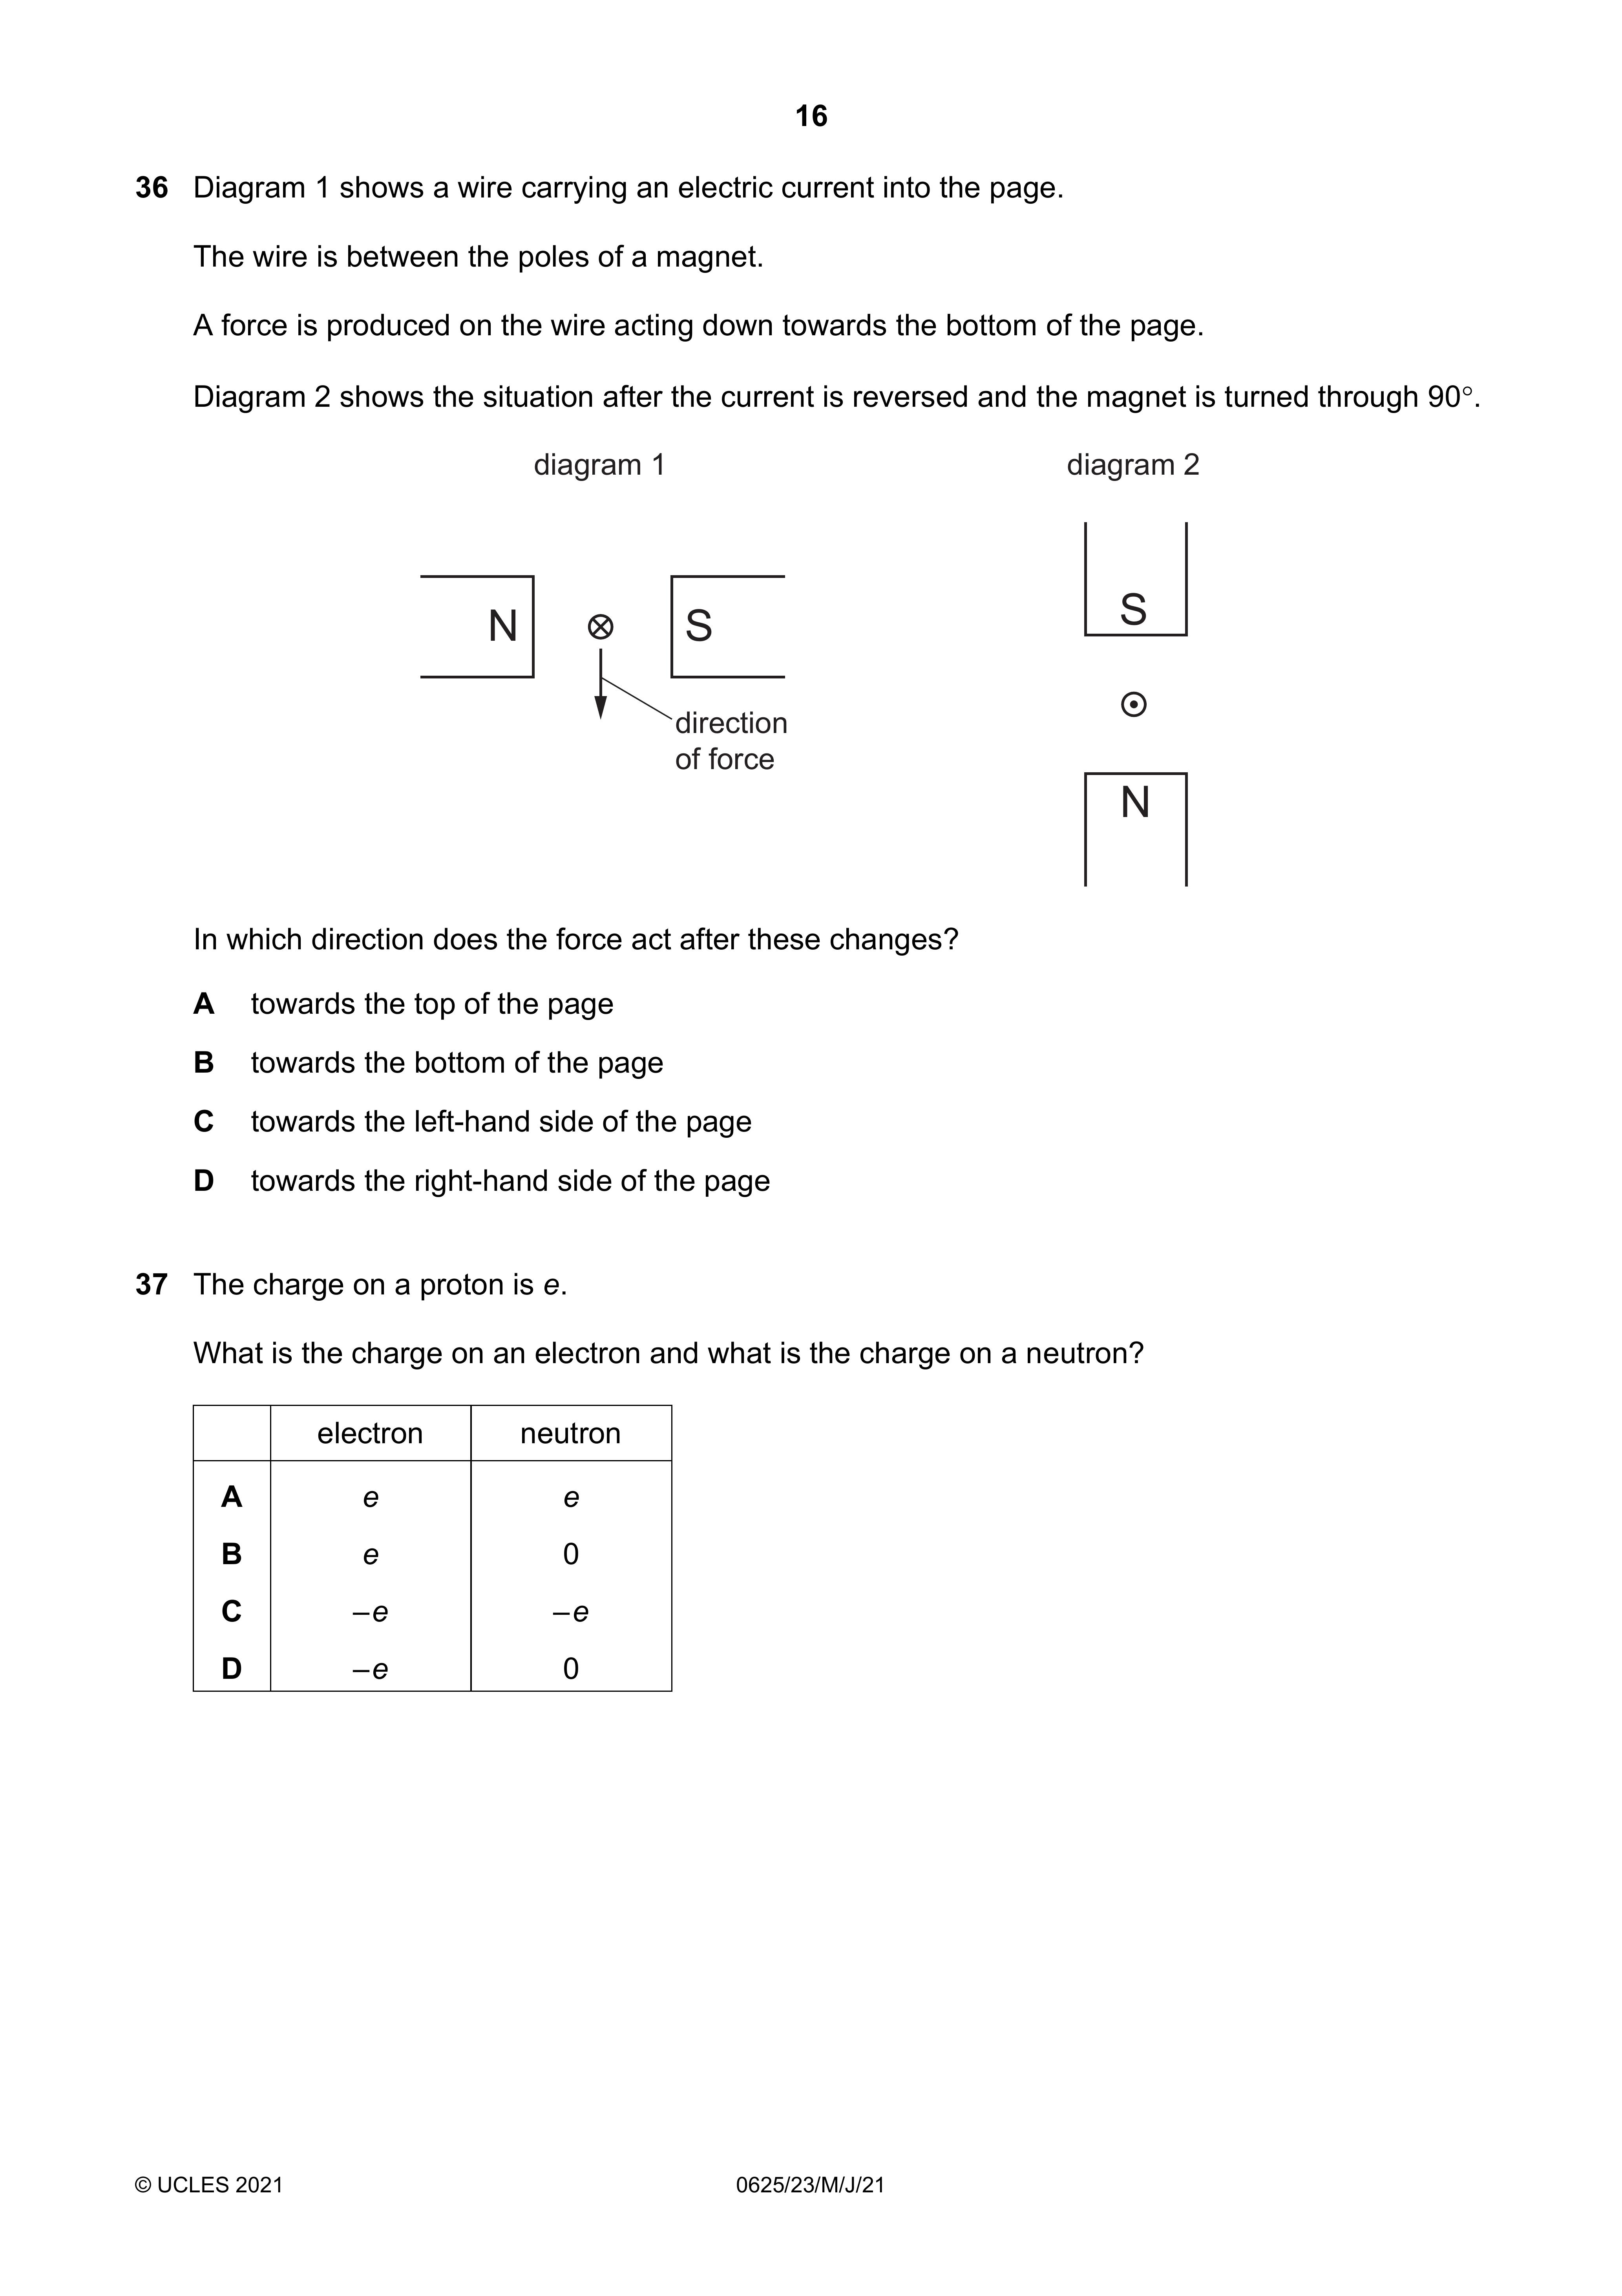 16
36 Diagram 1 shows a wire carrying an electric current into the page.
The wire is between the poles of a magnet.
A force is produced on the wire acting down towards the bottom of the page.
Diagram 2 shows the situation after the current is reversed and the magnet is turned through 90°.
diagram 1
N
S
direction
of force
diagram 2
S
N
In which direction does the force act after these changes?
A towards the top of the page
B towards the bottom of the page
C towards the left-hand side of the page
D towards the right-hand side of the page
37 The charge on a proton is e.
What is the charge on an electron and what is the charge on a neutron?
electron neutron
A e e
B e 0
C –e –e
D –e 0
© UCLES 2021 0625/23/M/J/21